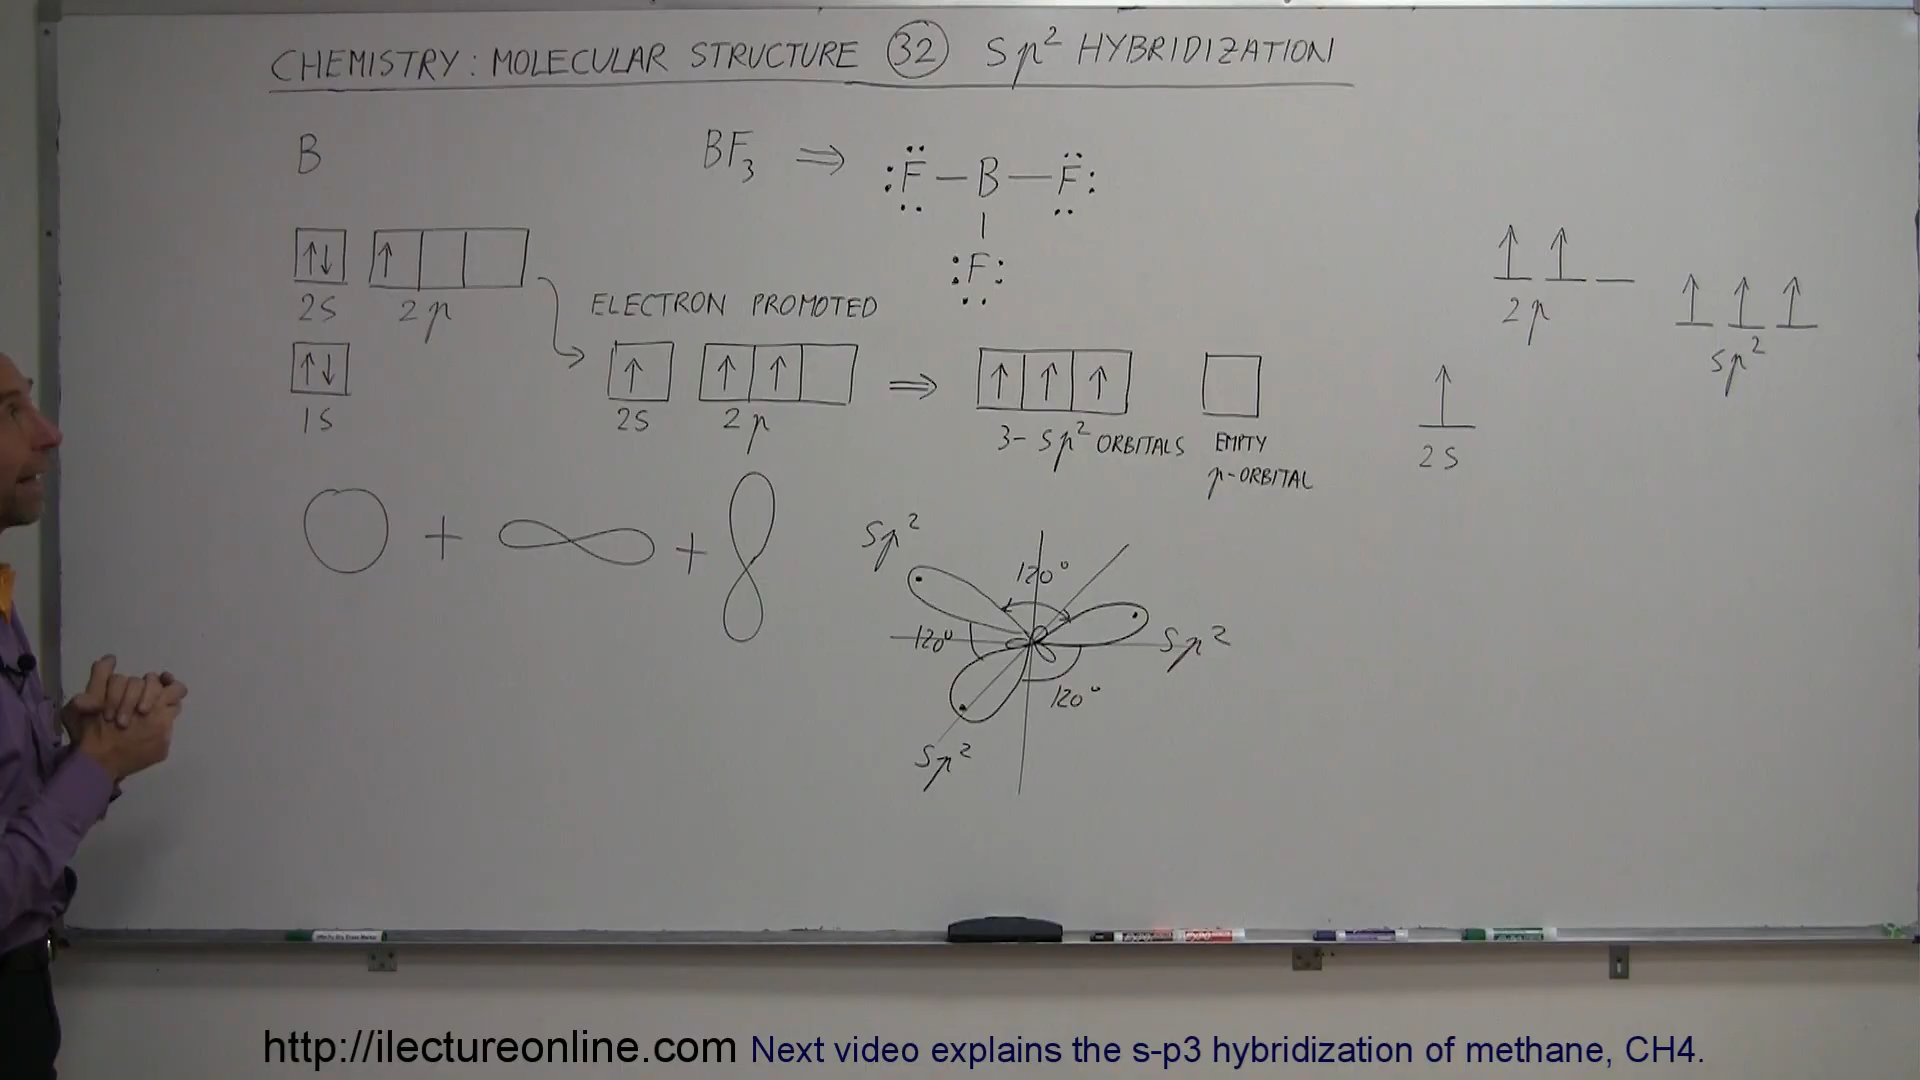 CHEMISTRY: MOLECULAR STRUCTURE 32 Sp² HYBRIDIZATION
B
BF₃ ⇒ F — B — F
F
↑↓ ↑
2S 2p
ELECTRON PROMOTED
↑↓
1S
↑ ↑ ↑ ⇒ ↑ ↑ ↑
2S 2p
3- Sp² ORBITALS
EMPTY
p-ORBITAL
↑ ↑
2p
↑ ↑ ↑
Sp²
↑
2S
+ +
Sp²
120°
120°
Sp²
120°
Sp²
http://ilectureonline.com Next video explains the s-p3 hybridization of methane, CH4.